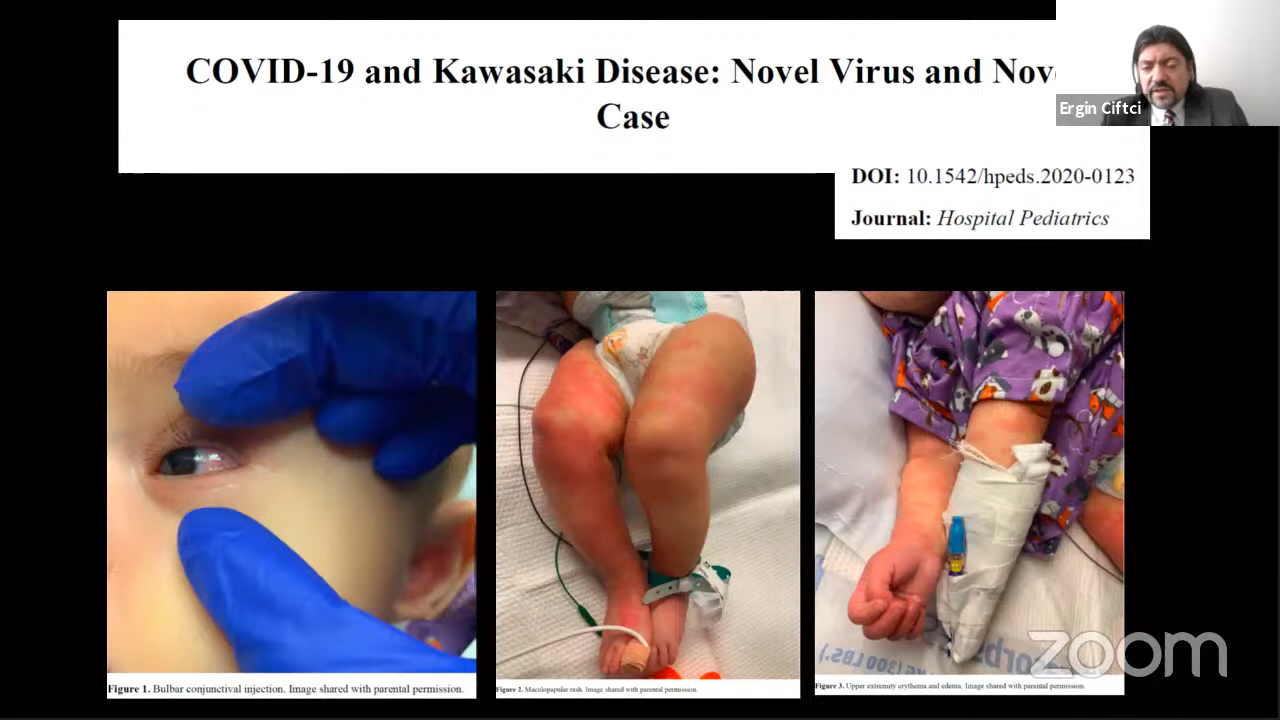 COVID-19 and Kawasaki Disease: Novel Virus and Nov
Case
Ergin Ciftci
DOI: 10.1542/hpeds.2020-0123
Journal: Hospital Pediatrics
Figure 1. Bulbar conjunctival injection. Image shared with parental permission.
Figure 2. Maculopapular rash. Image shared with parental permission.
Figure 3. Upper extremity erythema and edema. Image shared with parental permission.
zoom